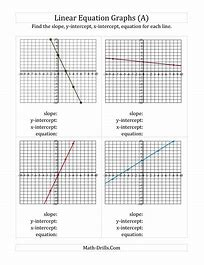 Linear Equation Graphs (A)
Find the slope, y-intercept, x-intercept, equation for each line.
slope:
y-intercept:
x-intercept:
equation:
slope:
y-intercept:
x-intercept:
equation:
slope:
y-intercept:
x-intercept:
equation:
slope:
y-intercept:
x-intercept:
equation:
Math-Drills.Com